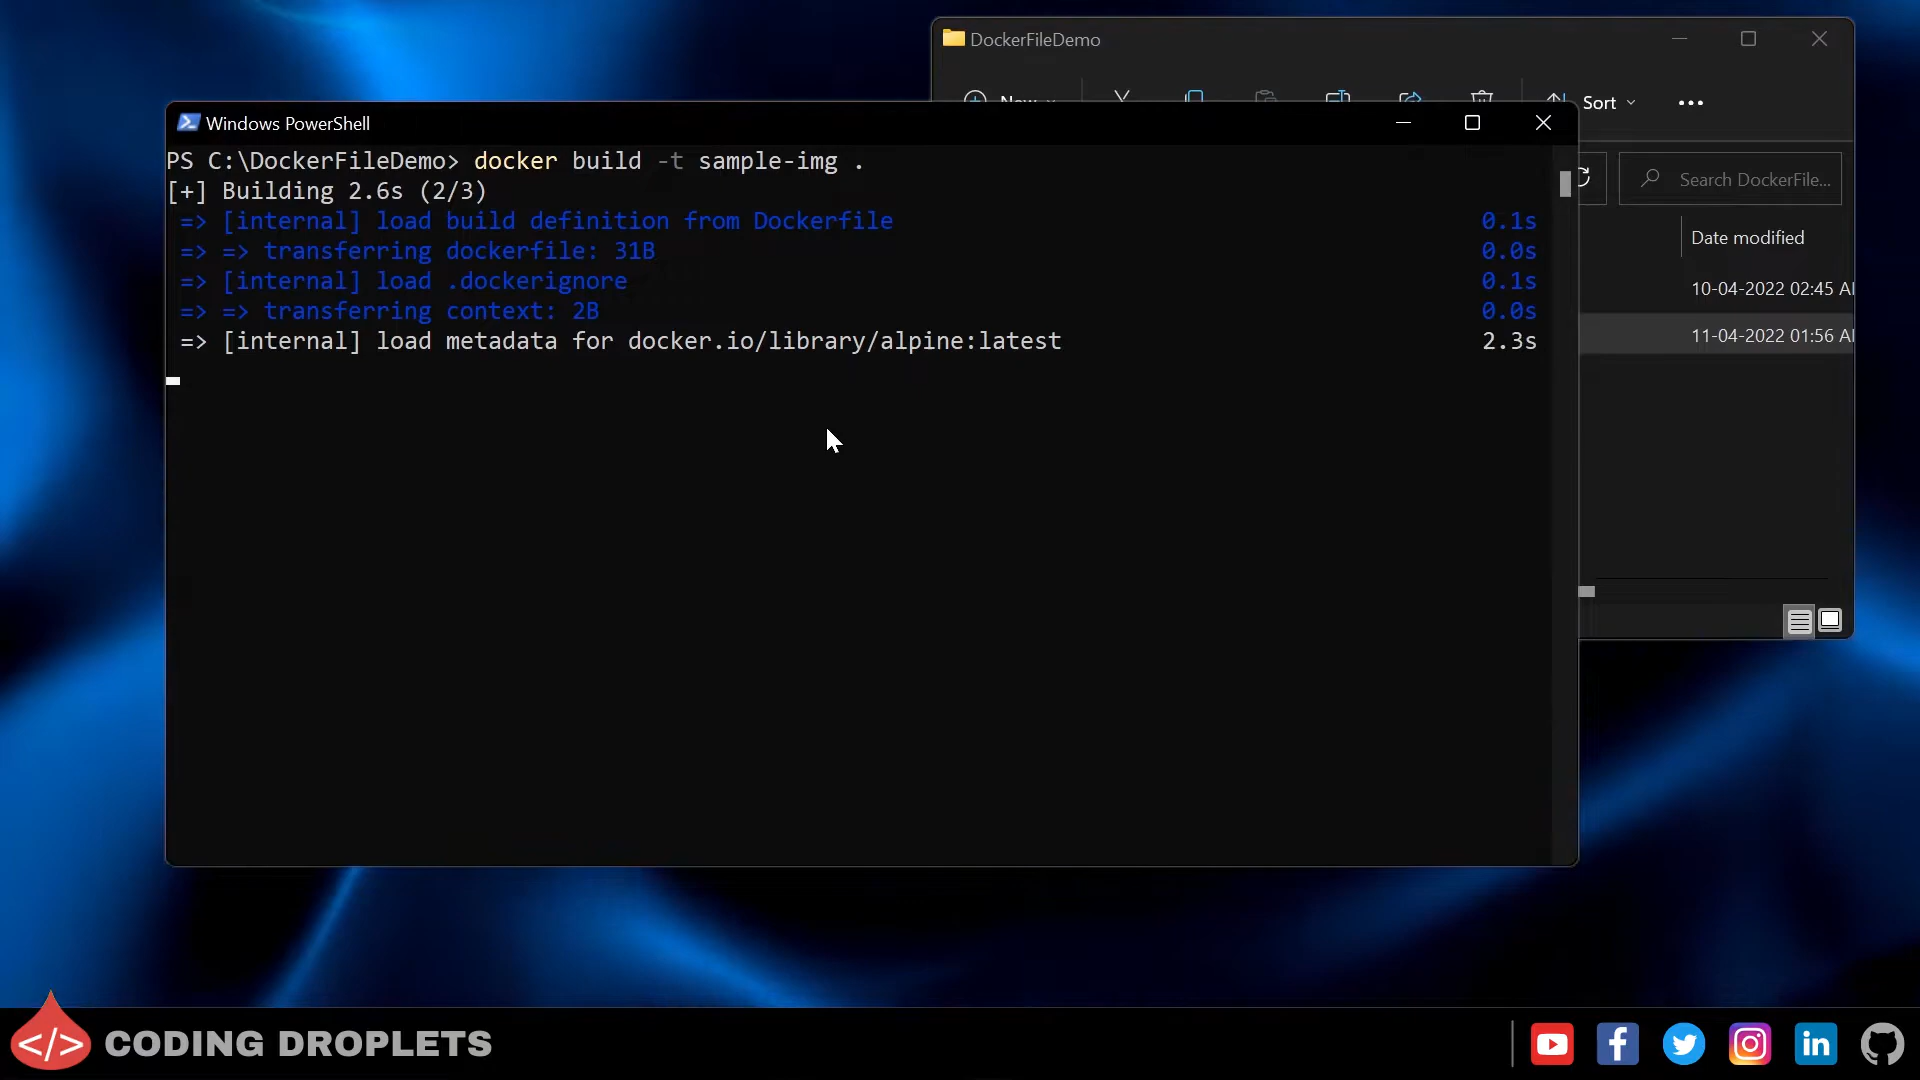 DockerFileDemo
New
Sort
Windows PowerShell
PS C:\DockerFileDemo> docker build -t sample-img .
[+] Building 2.6s (2/3)
=> [internal] load build definition from Dockerfile 0.1s
=> => transferring dockerfile: 31B 0.0s
=> [internal] load .dockerignore 0.1s
=> => transferring context: 2B 0.0s
=> [internal] load metadata for docker.io/library/alpine:latest 2.3s
Search DockerFile...
Date modified
10-04-2022 02:45 AM
11-04-2022 01:56 AM
CODING DROPLETS